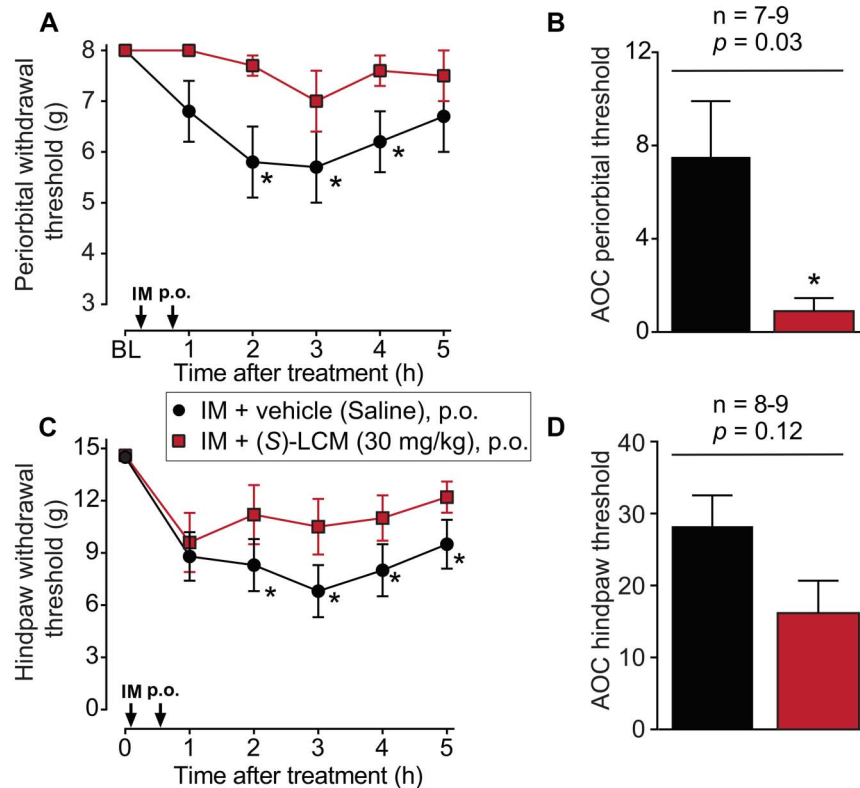 A
Periorbital withdrawal
threshold (g)
8
7
6
5
4
3
*
*
*
IM p.o.
BL 1 2 3 4 5
Time after treatment (h)
B
n = 7-9
p = 0.03
AOC periorbital threshold
12
8
4
0
*
IM + vehicle (Saline), p.o.
IM + (S)-LCM (30 mg/kg), p.o.
C
Hindpaw withdrawal
threshold (g)
15
12
9
6
3
0
*
*
*
*
IM p.o.
0 1 2 3 4 5
Time after treatment (h)
D
n = 8-9
p = 0.12
AOC hindpaw threshold
40
30
20
10
0